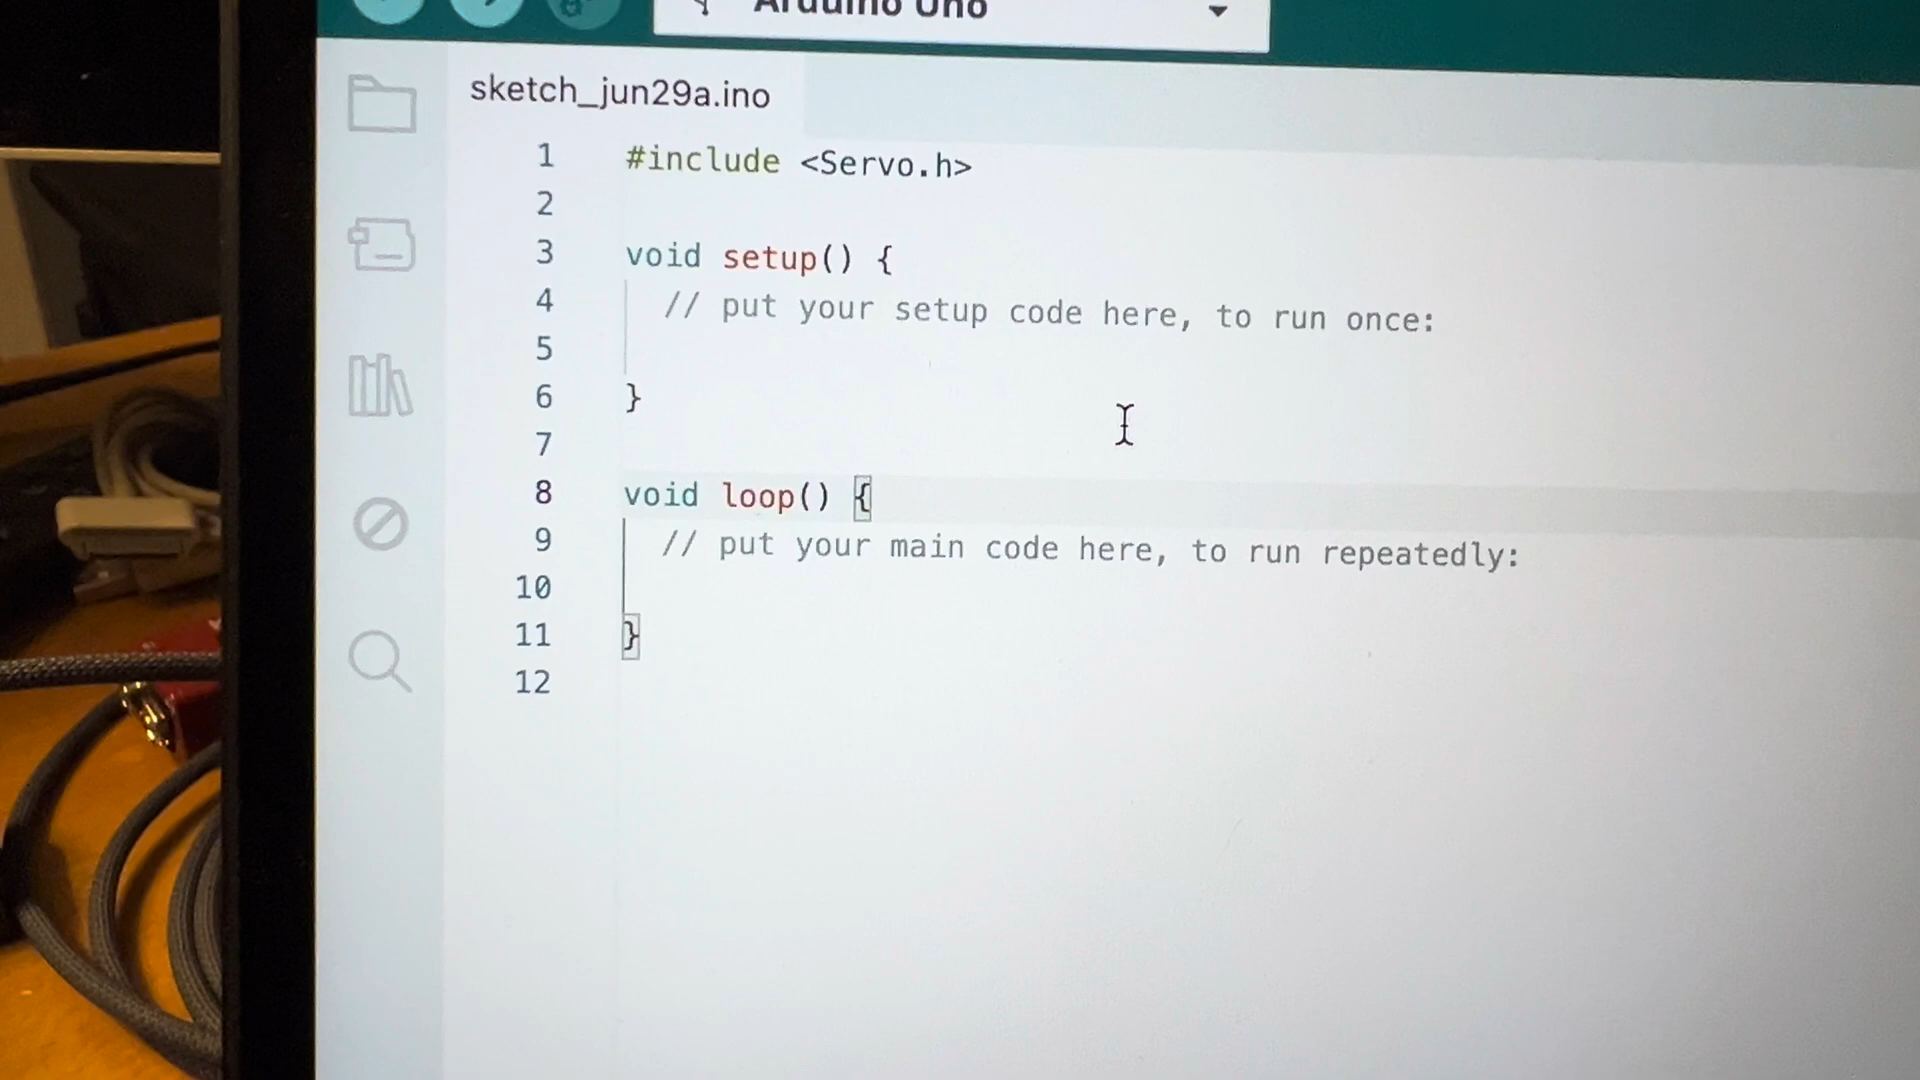 Arduino Uno
sketch_jun29a.ino
1 #include <Servo.h>
2
3 void setup() {
4 // put your setup code here, to run once:
5
6 }
7
8 void loop() {
9 // put your main code here, to run repeatedly:
10
11 }
12